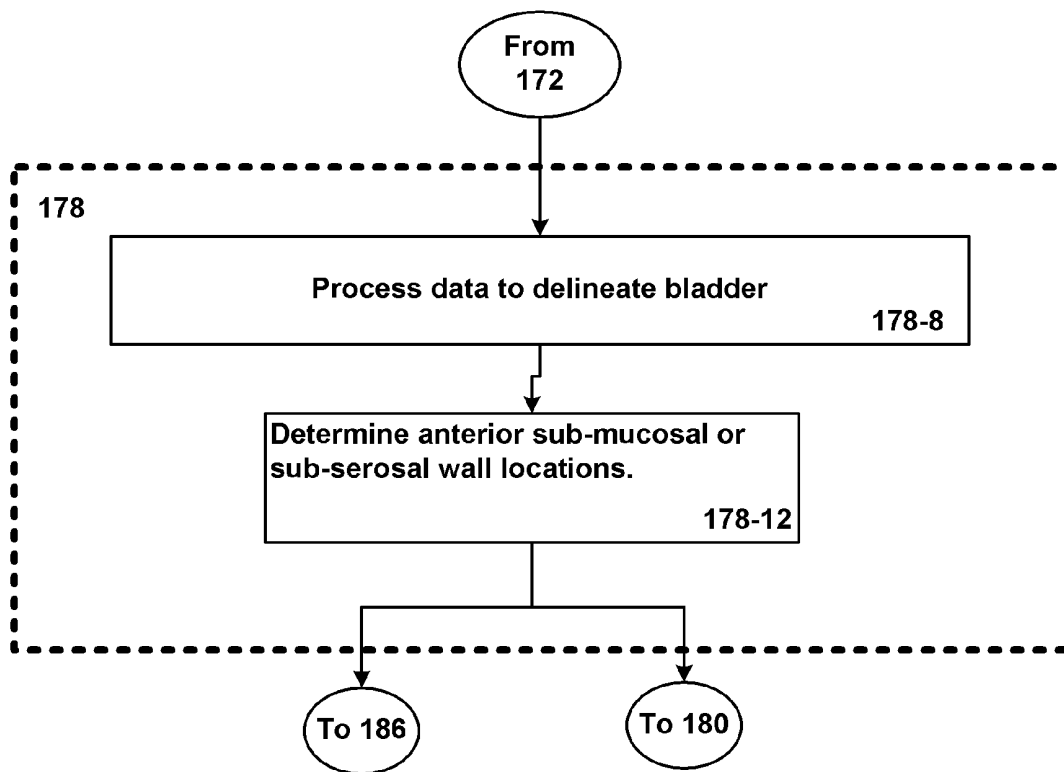 From
172
178
Process data to delineate bladder
178-8
Determine anterior sub-mucosal or
sub-serosal wall locations.
178-12
To 186
To 180